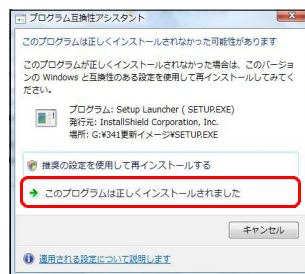 プログラム互換性アシスタント
このプログラムは正しくインストールされなかった可能性があります
このプログラムが正しくインストールされなかった場合は、このバージョ
ンの Windows と互換性のある設定を使用して再インストールしてみてく
ださい。
プログラム: Setup Launcher ( SETUP.EXE)
発行元: InstallShield Corporation, Inc.
場所: G:¥341更新イメージ¥SETUP.EXE
推奨の設定を使用して再インストールする
このプログラムは正しくインストールされました
キャンセル
適用される設定について説明します